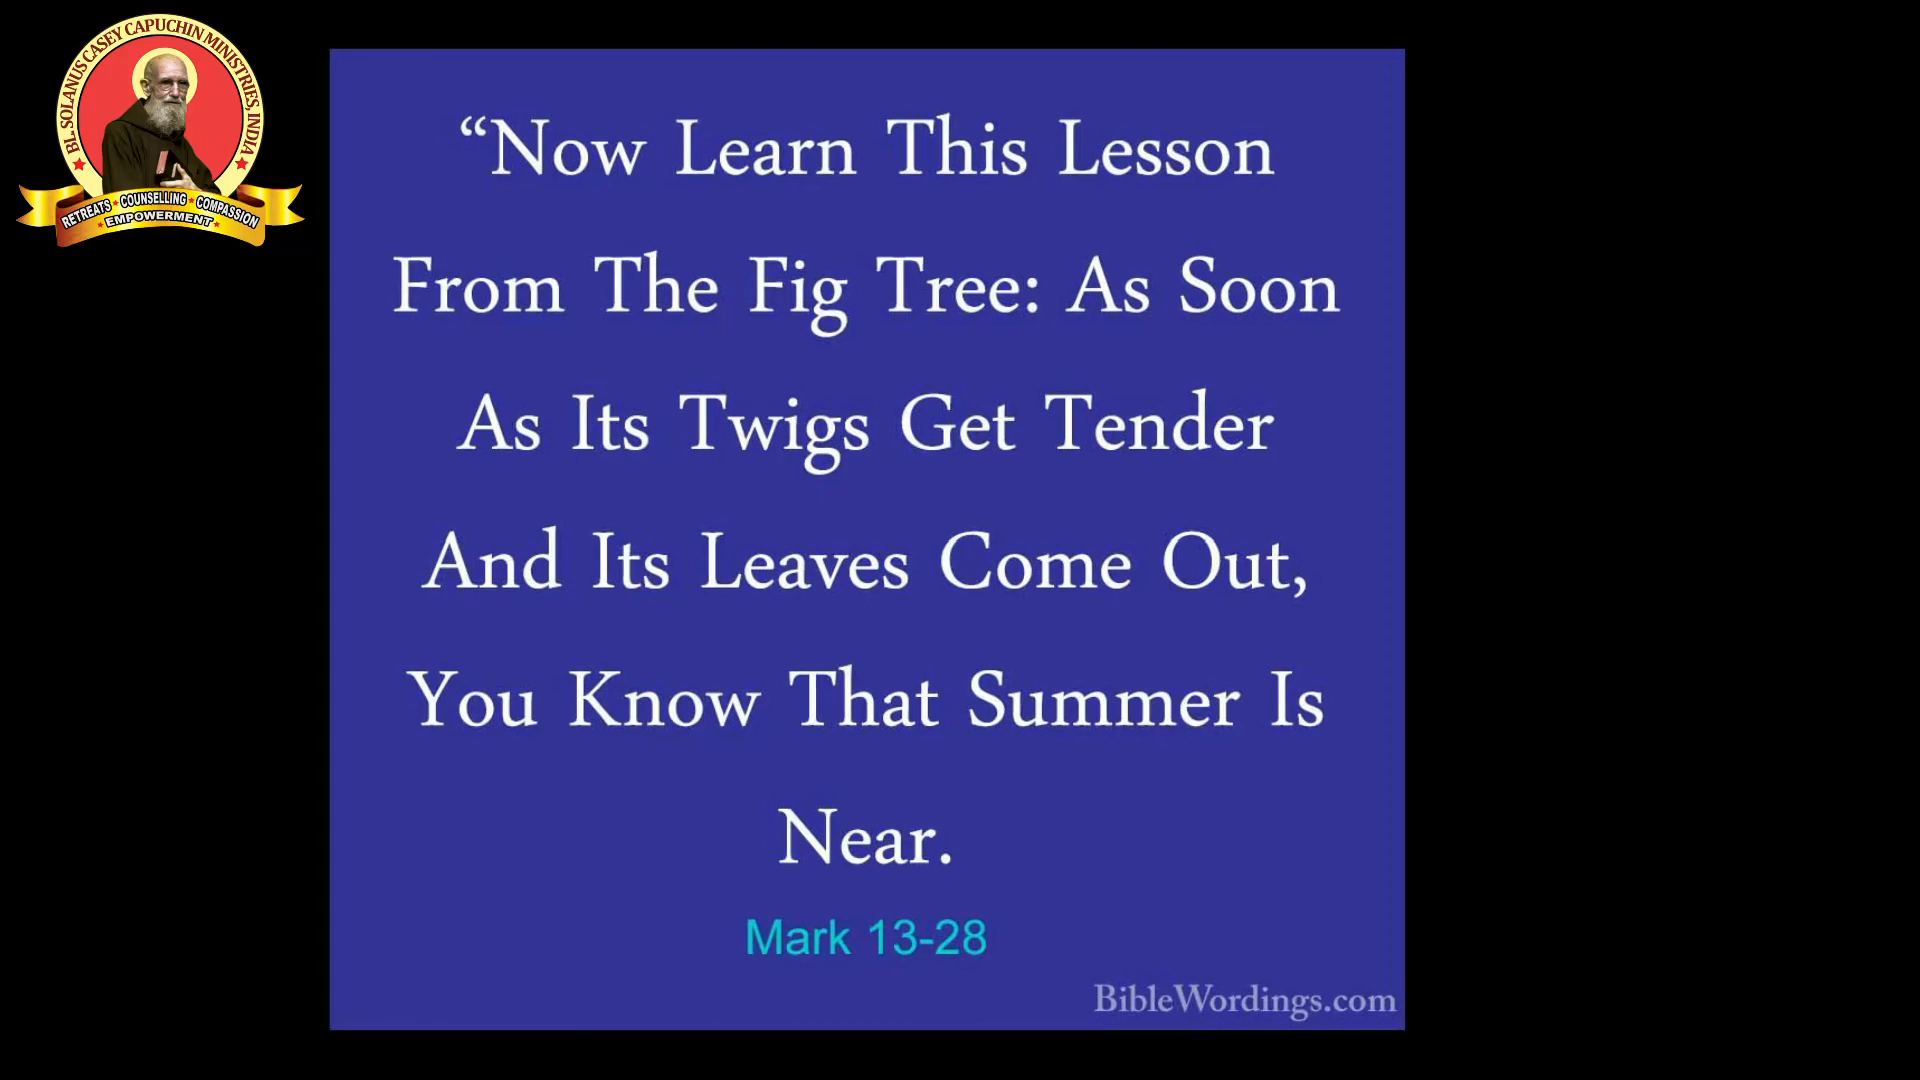 BL. SOLANUS CASEY CAPUCHIN MINISTRIES, INDIA
RETREATS ★ COUNSELLING ★ COMPASSION
★ EMPOWERMENT ★
“Now Learn This Lesson
From The Fig Tree: As Soon
As Its Twigs Get Tender
And Its Leaves Come Out,
You Know That Summer Is
Near.
Mark 13-28
BibleWordings.com